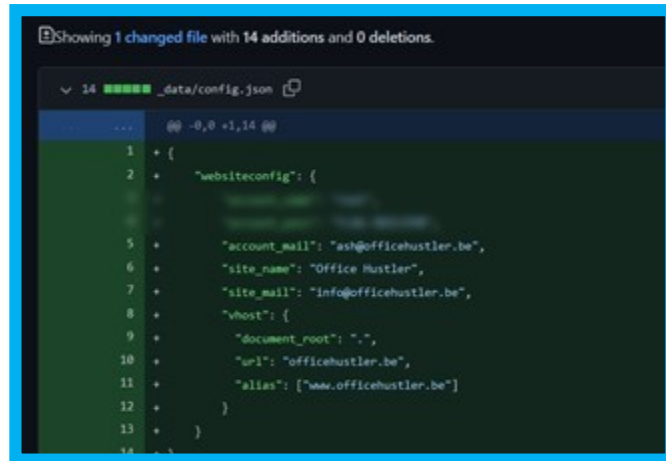 Showing 1 changed file with 14 additions and 0 deletions.
14 _data/config.json
... @@ -0,0 +1,14 @@
1 + {
2 + "websiteconfig": {
5 + "account_mail": "ash@officehustler.be",
6 + "site_name": "Office Hustler",
7 + "site_mail": "info@officehustler.be",
8 + "vhost": {
9 + "document_root": ".",
10 + "url": "officehustler.be",
11 + "alias": ["www.officehustler.be"]
12 + }
13 + }
14 + }